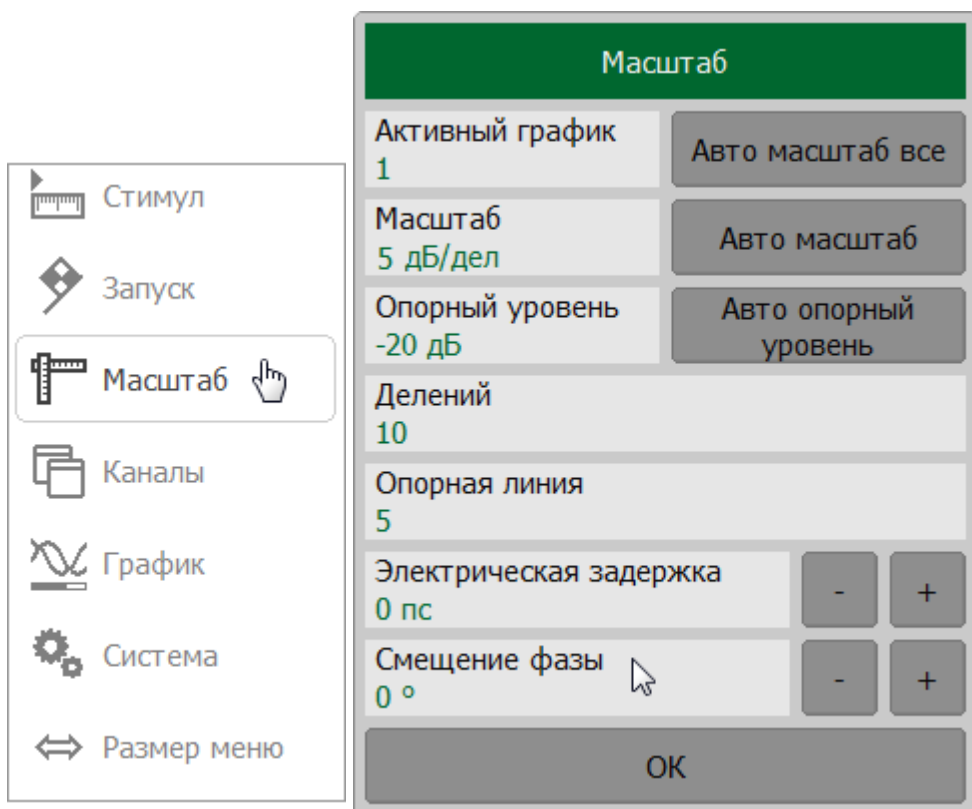 Стимул
Запуск
Масштаб
Каналы
График
Система
Размер меню
Масштаб
Активный график
1
Авто масштаб все
Масштаб
5 дБ/дел
Авто масштаб
Опорный уровень
-20 дБ
Авто опорный
уровень
Делений
10
Опорная линия
5
Электрическая задержка
0 пс
-
+
Смещение фазы
0 °
-
+
ОК